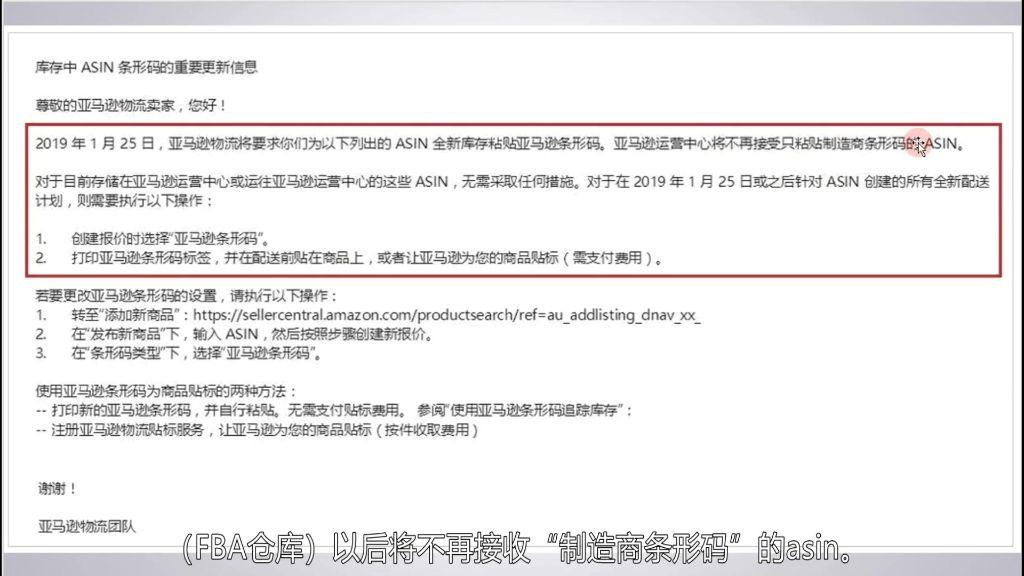 库存中 ASIN 条形码的重要更新信息
尊敬的亚马逊物流卖家，您好！
2019 年 1 月 25 日，亚马逊物流将要求你们为以下列出的 ASIN 全新库存粘贴亚马逊条形码。亚马逊运营中心将不再接受只粘贴制造商条形码的 ASIN。
对于目前存储在亚马逊运营中心或运往亚马逊运营中心的这些 ASIN，无需采取任何措施。对于在 2019 年 1 月 25 日或之后针对 ASIN 创建的所有全新配送
计划，则需要执行以下操作：
1. 创建报价时选择“亚马逊条形码”。
2. 打印亚马逊条形码标签，并在配送前贴在商品上，或者让亚马逊为您的商品贴标（需支付费用）。
若要更改亚马逊条形码的设置，请执行以下操作：
1. 转至“添加新商品”：https://sellercentral.amazon.com/productsearch/ref=au_addlisting_dnav_xx_
2. 在“发布新商品”下，输入 ASIN，然后按照步骤创建新报价。
3. 在“条形码类型”下，选择“亚马逊条形码”。
使用亚马逊条形码为商品贴标的两种方法：
-- 打印新的亚马逊条形码，并自行粘贴。无需支付贴标费用。 参阅“使用亚马逊条形码追踪库存”；
-- 注册亚马逊物流贴标服务，让亚马逊为您的商品贴标（按件收取费用）
谢谢！
亚马逊物流团队
（FBA仓库）以后将不再接收“制造商条形码”的asin。